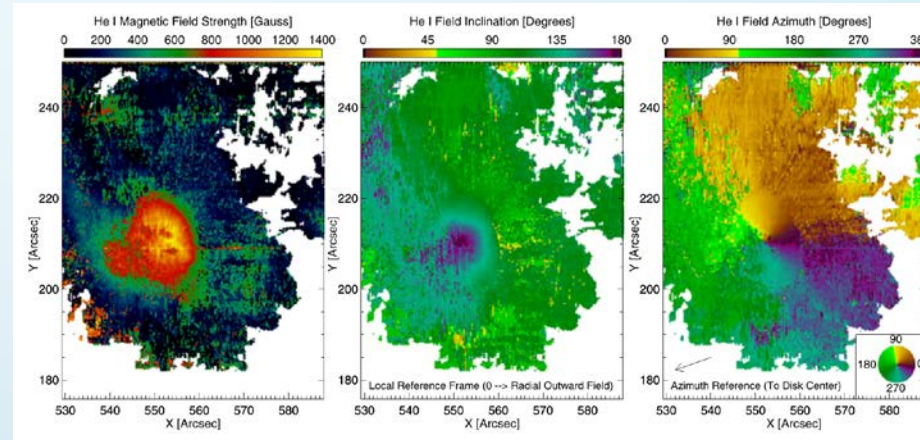 He I Magnetic Field Strength [Gauss]
0 200 400 600 800 1000 1200 1400
Y [Arcsec]
240
220
200
180
530 540 550 560 570 580
X [Arcsec]
He I Field Inclination [Degrees]
0 45 90 135 180
Y [Arcsec]
240
220
200
180
Local Reference Frame (0 --> Radial Outward Field)
530 540 550 560 570 580
X [Arcsec]
He I Field Azimuth [Degrees]
0 90 180 270
Y [Arcsec]
240
220
200
180
Azimuth Reference (To Disk Center)
90
180
270
530 540 550 560 570 580
X [Arcsec]